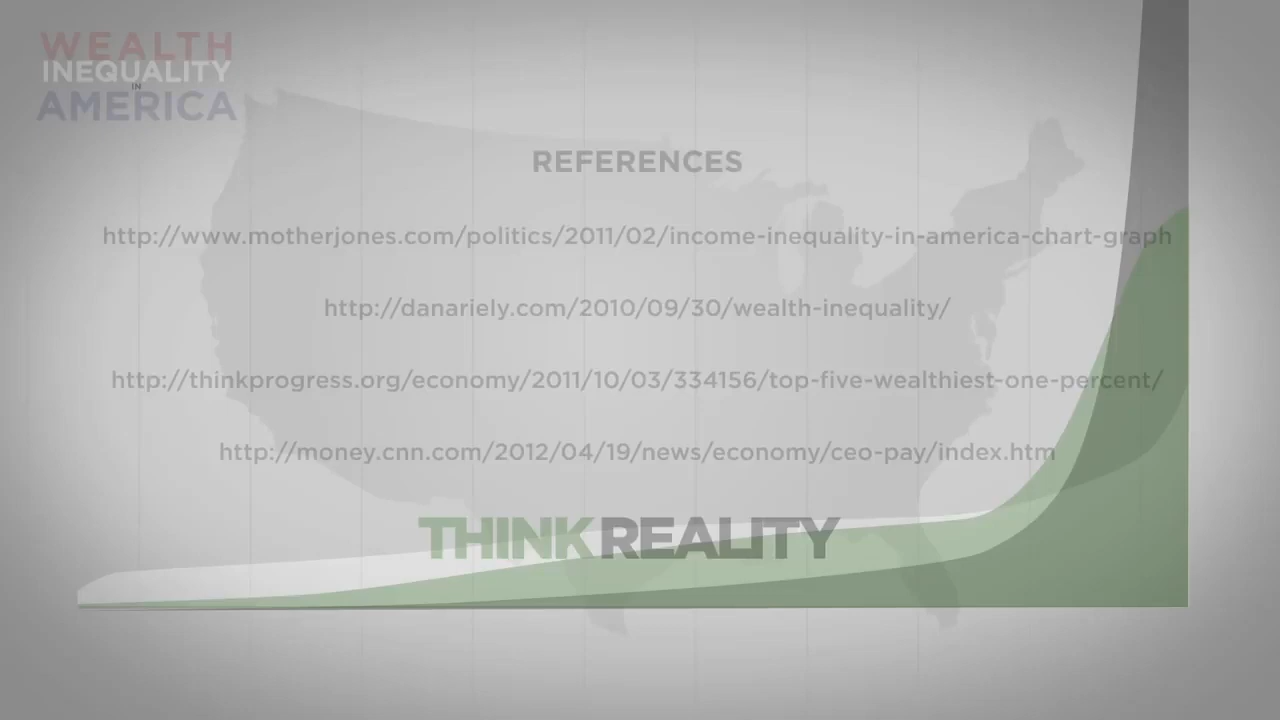 WEALTH
INEQUALITY
IN
AMERICA
REFERENCES
http://www.motherjones.com/politics/2011/02/income-inequality-in-america-chart-graph
http://danariely.com/2010/09/30/wealth-inequality/
http://thinkprogress.org/economy/2011/10/03/334156/top-five-wealthiest-one-percent/
http://money.cnn.com/2012/04/19/news/economy/ceo-pay/index.htm
THINKREALITY